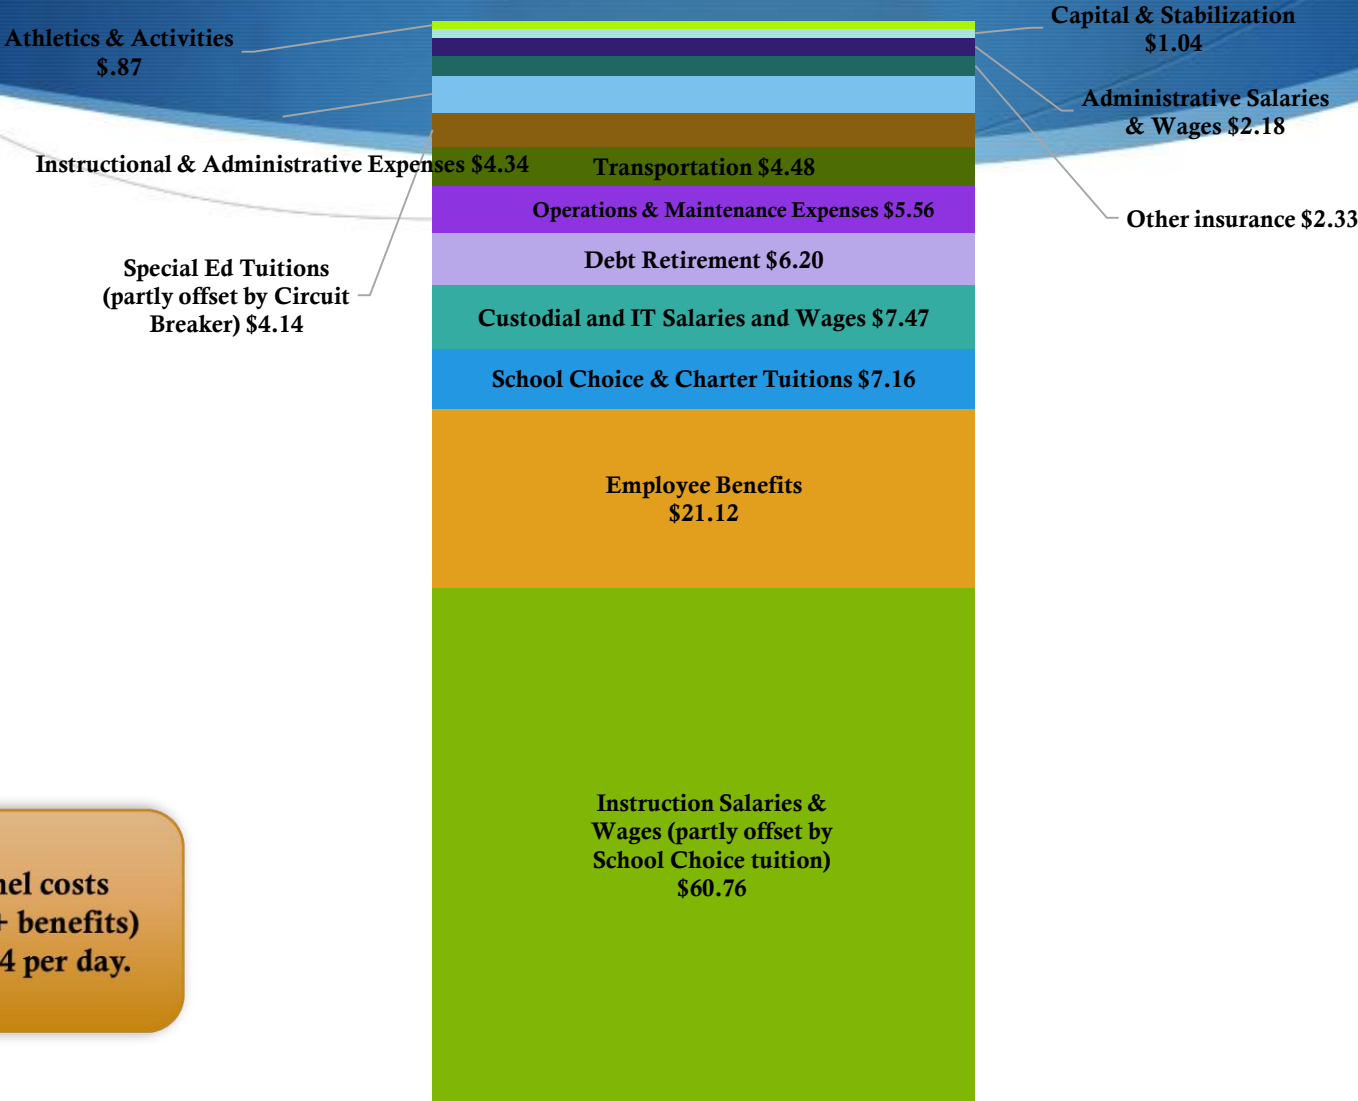 Athletics & Activities
$.87
Capital & Stabilization
$1.04
Administrative Salaries
& Wages $2.18
Instructional & Administrative Expenses $4.34
Transportation $4.48
Operations & Maintenance Expenses $5.56
Other insurance $2.33
Special Ed Tuitions
(partly offset by Circuit
Breaker) $4.14
Debt Retirement $6.20
Custodial and IT Salaries and Wages $7.47
School Choice & Charter Tuitions $7.16
Employee Benefits
$21.12
Instruction Salaries &
Wages (partly offset by
School Choice tuition)
$60.76
costs
+ benefits)
4 per day.